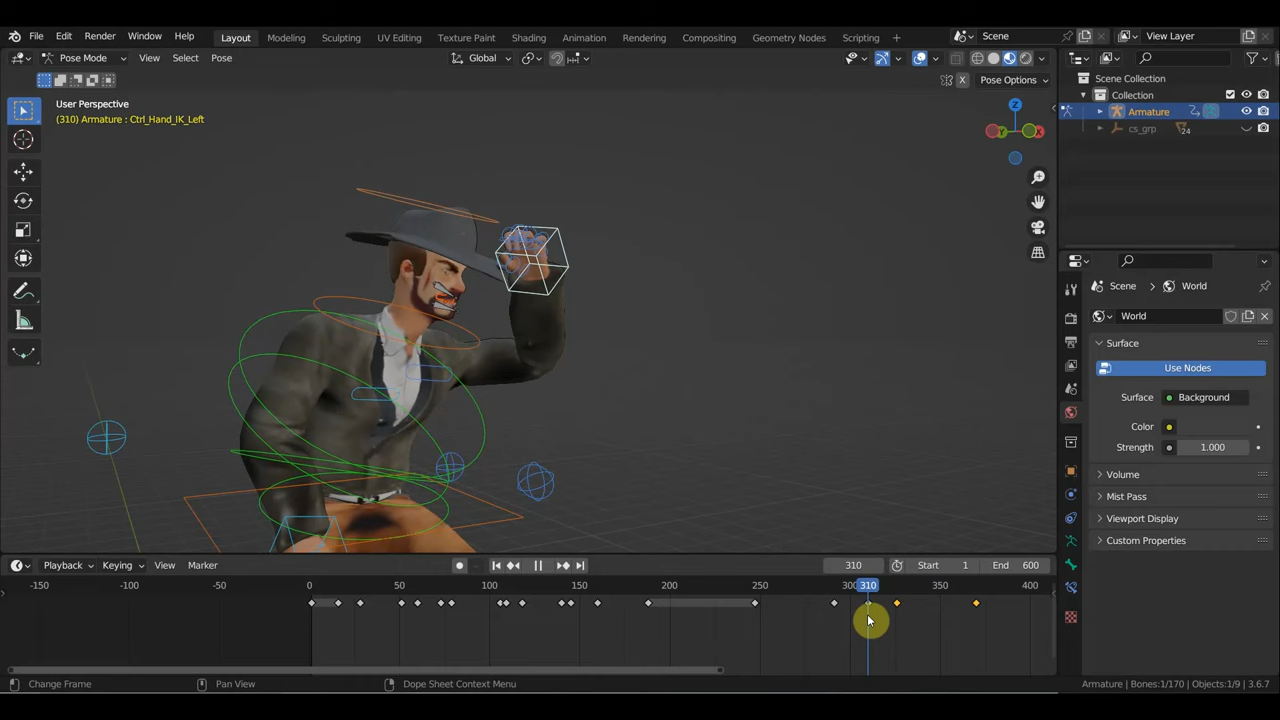 File Edit Render Window Help Layout Modeling Sculpting UV Editing Texture Paint Shading Animation Rendering Compositing Geometry Nodes Scripting + Scene View Layer
Pose Mode View Select Pose Global
X Pose Options
Scene Collection
Collection
Armature
cs_grp 24
User Perspective
(310) Armature : Ctrl_Hand_IK_Left
Z
Y X
Scene World
World
Surface
Use Nodes
Surface Background
Color
Strength 1.000
Volume
Mist Pass
Viewport Display
Custom Properties
Playback Keying View Marker 310 Start 1 End 600
-150 -100 -50 0 50 100 150 200 250 300 310 350 400
Change Frame Pan View Dope Sheet Context Menu Armature | Bones:1/170 | Objects:1/9 | 3.6.7